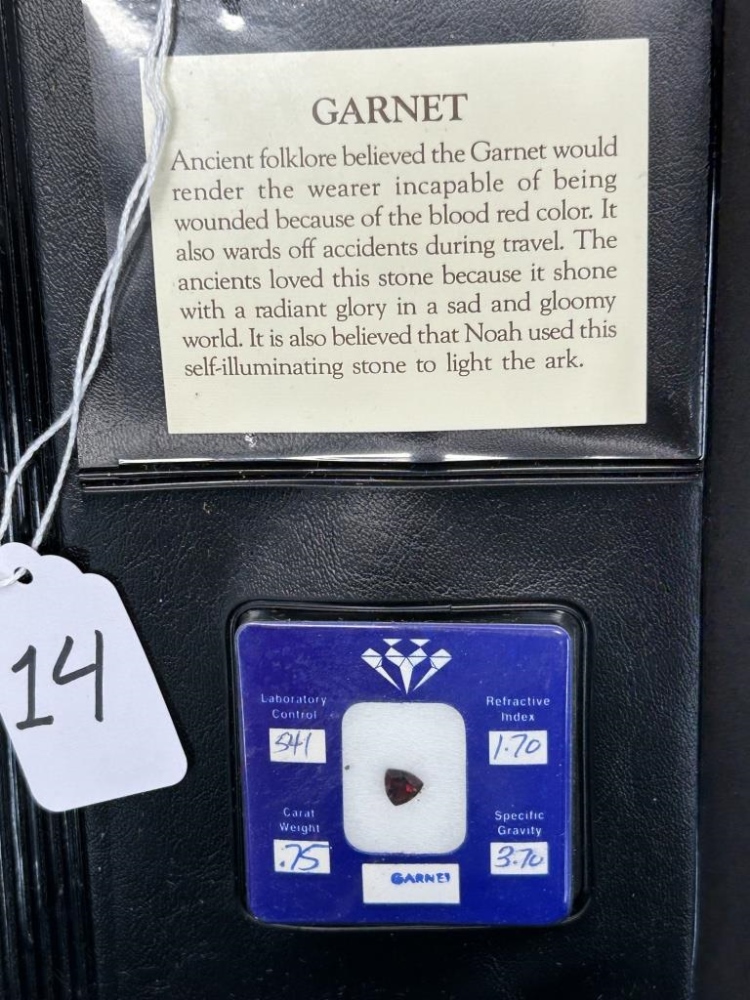 GARNET
Ancient folklore believed the Garnet would
render the wearer incapable of being
wounded because of the blood red color. It
also wards off accidents during travel. The
ancients loved this stone because it shone
with a radiant glory in a sad and gloomy
world. It is also believed that Noah used this
self-illuminating stone to light the ark.
14
Laboratory
Control
541
Refractive
Index
1.70
Carat
Weight
.75
Specific
Gravity
3.70
GARNET